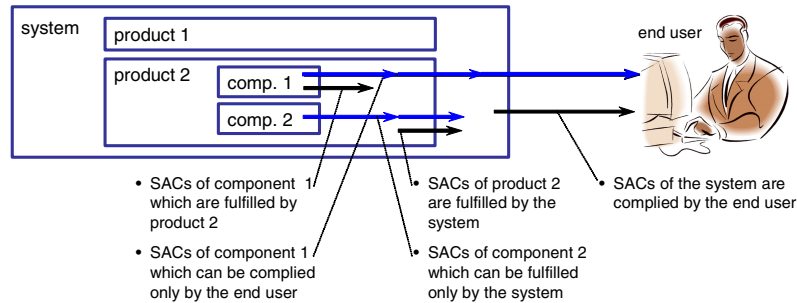 system
product 1
end user
product 2
comp. 1
comp. 2
• SACs of component 1
which are fulfilled by
product 2
• SACs of product 2
are fulfilled by the
system
• SACs of the system are
complied by the end user
• SACs of component 1
which can be complied
only by the end user
• SACs of component 2
which can be fulfilled
only by the system